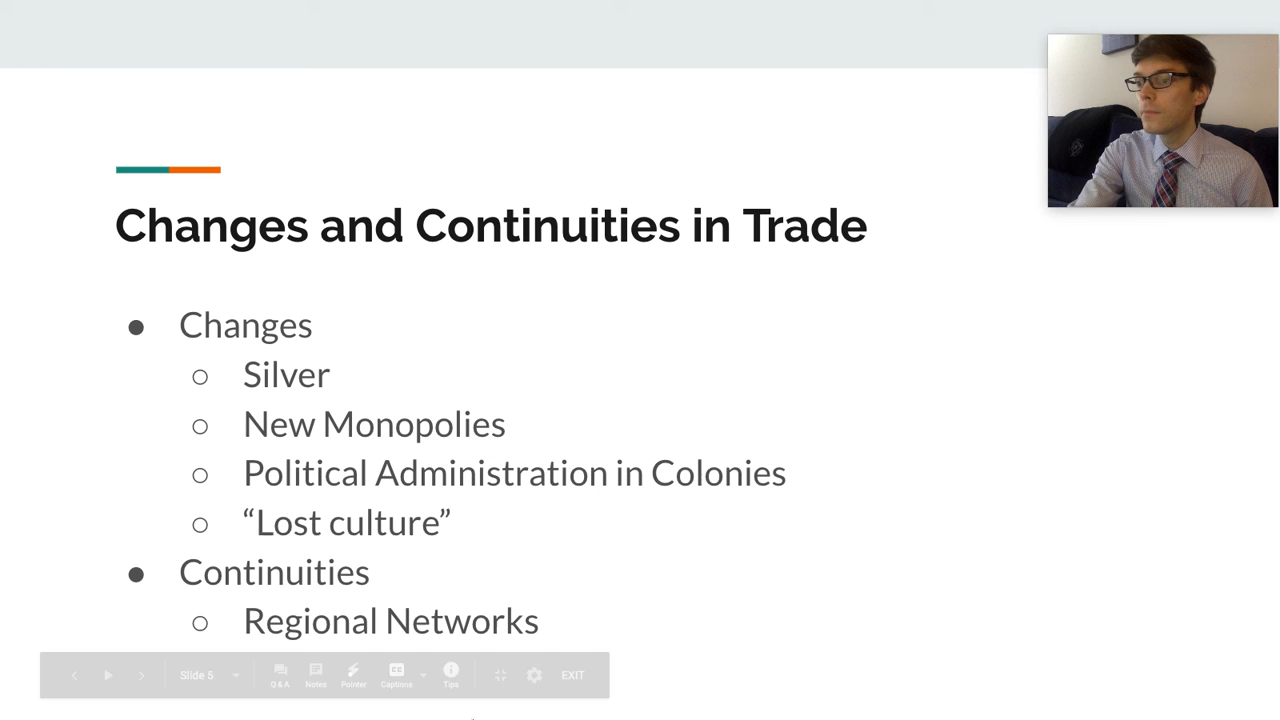 Changes and Continuities in Trade
● Changes
○ Silver
○ New Monopolies
○ Political Administration in Colonies
○ “Lost culture”
● Continuities
○ Regional Networks
Slide 5
Q & A
Notes
Pointer
CC
Captions
Tips
EXIT